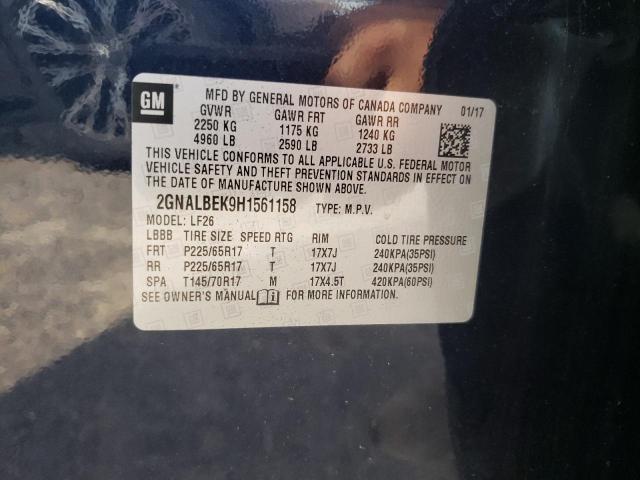 GM
MFD BY GENERAL MOTORS OF CANADA COMPANY 01/17
GVWR GAWR FRT GAWR RR
2250 KG 1175 KG 1240 KG
4960 LB 2590 LB 2733 LB
THIS VEHICLE CONFORMS TO ALL APPLICABLE U.S. FEDERAL MOTOR
VEHICLE SAFETY AND THEFT PREVENTION STANDARDS IN EFFECT ON
THE DATE OF MANUFACTURE SHOWN ABOVE.
2GNALBEK9H1561158 TYPE: M.P.V.
MODEL: LF26
LBBB TIRE SIZE SPEED RTG RIM COLD TIRE PRESSURE
FRT P225/65R17 T 17X7J 240KPA(35PSI)
RR P225/65R17 T 17X7J 240KPA(35PSI)
SPA T145/70R17 M 17X4.5T 420KPA(60PSI)
SEE OWNER'S MANUAL FOR MORE INFORMATION.